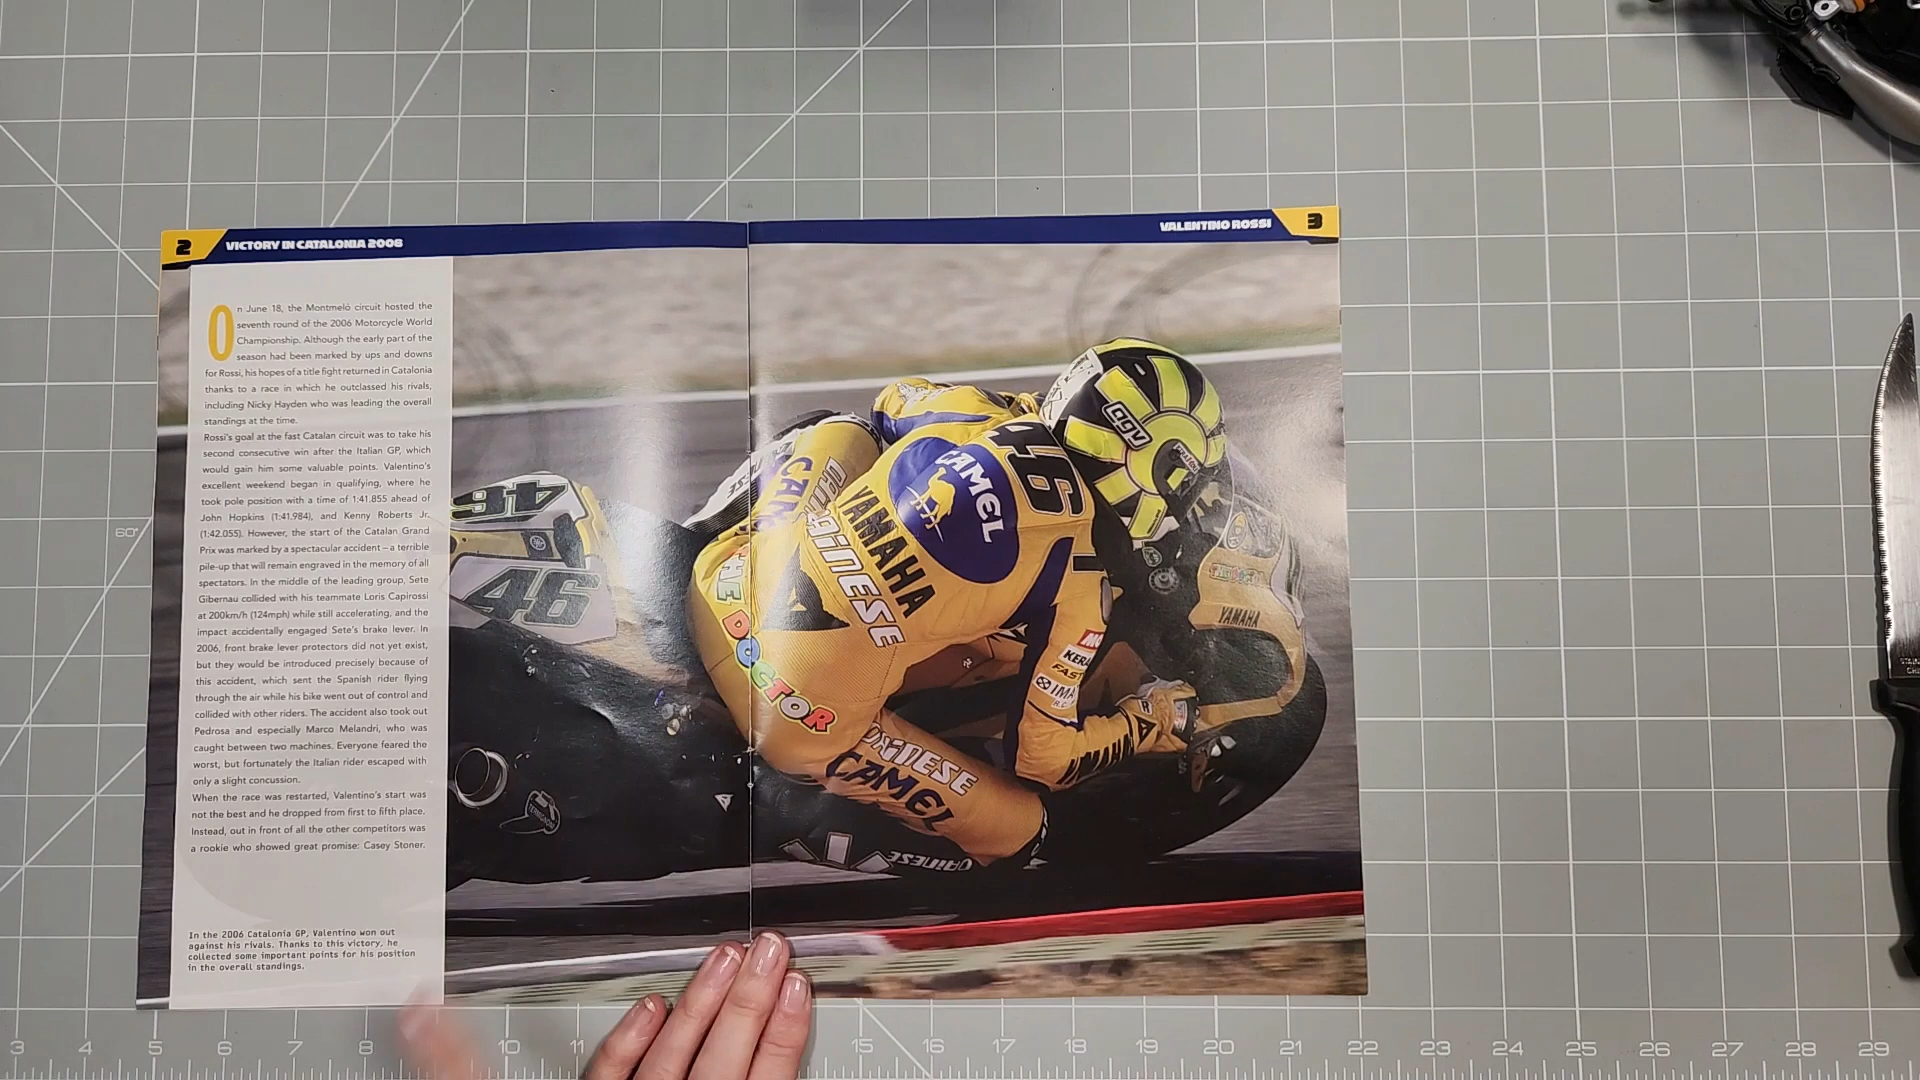 2 VICTORY IN CATALONIA 2006
On June 18, the Montmeló circuit hosted the
seventh round of the 2006 Motorcycle World
Championship. Although the early part of the
season had been marked by ups and downs
for Rossi, his hopes of a title fight returned in Catalonia
thanks to a race in which he outclassed his rivals,
including Nicky Hayden who was leading the overall
standings at the time.
Rossi's goal at the fast Catalan circuit was to take his
second consecutive win after the Italian GP, which
would gain him some valuable points. Valentino's
excellent weekend began in qualifying, where he
took pole position with a time of 1:41.855 ahead of
John Hopkins (1:41.984), and Kenny Roberts Jr.
(1:42.055). However, the start of the Catalan Grand
Prix was marked by a spectacular accident – a terrible
pile-up that will remain engraved in the memory of all
spectators. In the middle of the leading group, Sete
Gibernau collided with his teammate Loris Capirossi
at 200km/h (124mph) while still accelerating, and the
impact accidentally engaged Sete's brake lever. In
2006, front brake lever protectors did not yet exist,
but they would be introduced precisely because of
this accident, which sent the Spanish rider flying
through the air while his bike went out of control and
collided with other riders. The accident also took out
Pedrosa and especially Marco Melandri, who was
caught between two machines. Everyone feared the
worst, but fortunately the Italian rider escaped with
only a slight concussion.
When the race was restarted, Valentino's start was
not the best and he dropped from first to fifth place.
Instead, out in front of all the other competitors was
a rookie who showed great promise: Casey Stoner.
In the 2006 Catalonia GP, Valentino won out
against his rivals. Thanks to this victory, he
collected some important points for his position
in the overall standings.
VALENTINO ROSSI 3
46
46
agv
46
CAMEL
YAMAHA
DAINESE
THE DOCTOR
DAINESE
CAMEL
KERA
FAST
IMA
YAMAHA
YAMAHA
DAINESE
TERMIGNONI
60°
3 4 5 6 7 8 10 11 15 16 17 18 19 20 21 22 23 24 25 26 27 28 29